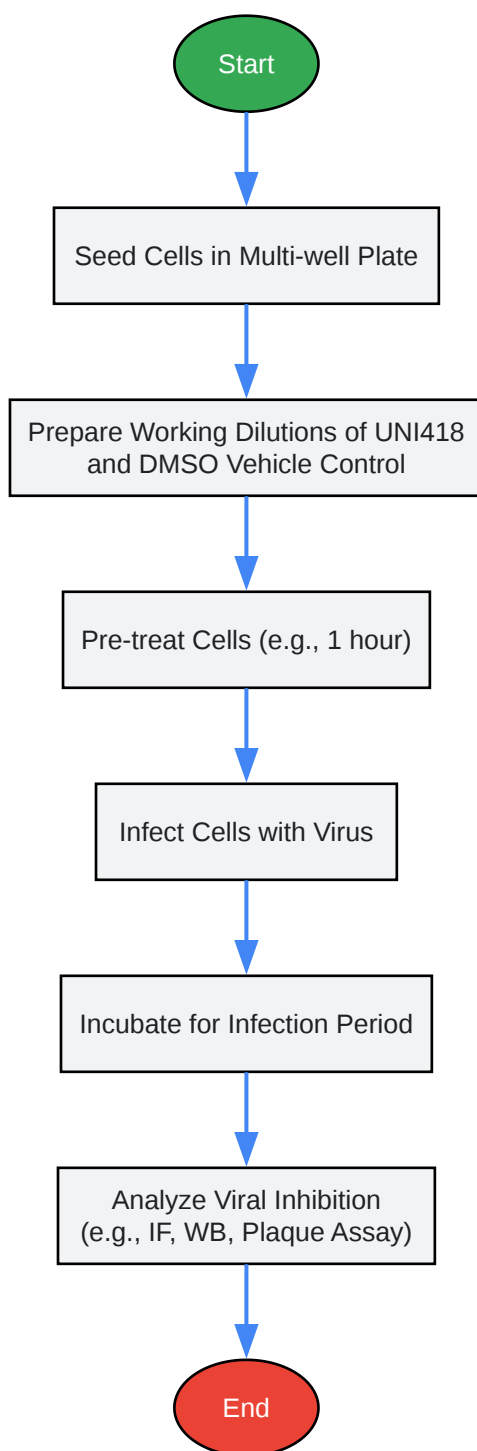 Start
Seed Cells in Multi-well Plate
Prepare Working Dilutions of UNI418
and DMSO Vehicle Control
Pre-treat Cells (e.g., 1 hour)
Infect Cells with Virus
Incubate for Infection Period
Analyze Viral Inhibition
(e.g., IF, WB, Plaque Assay)
End